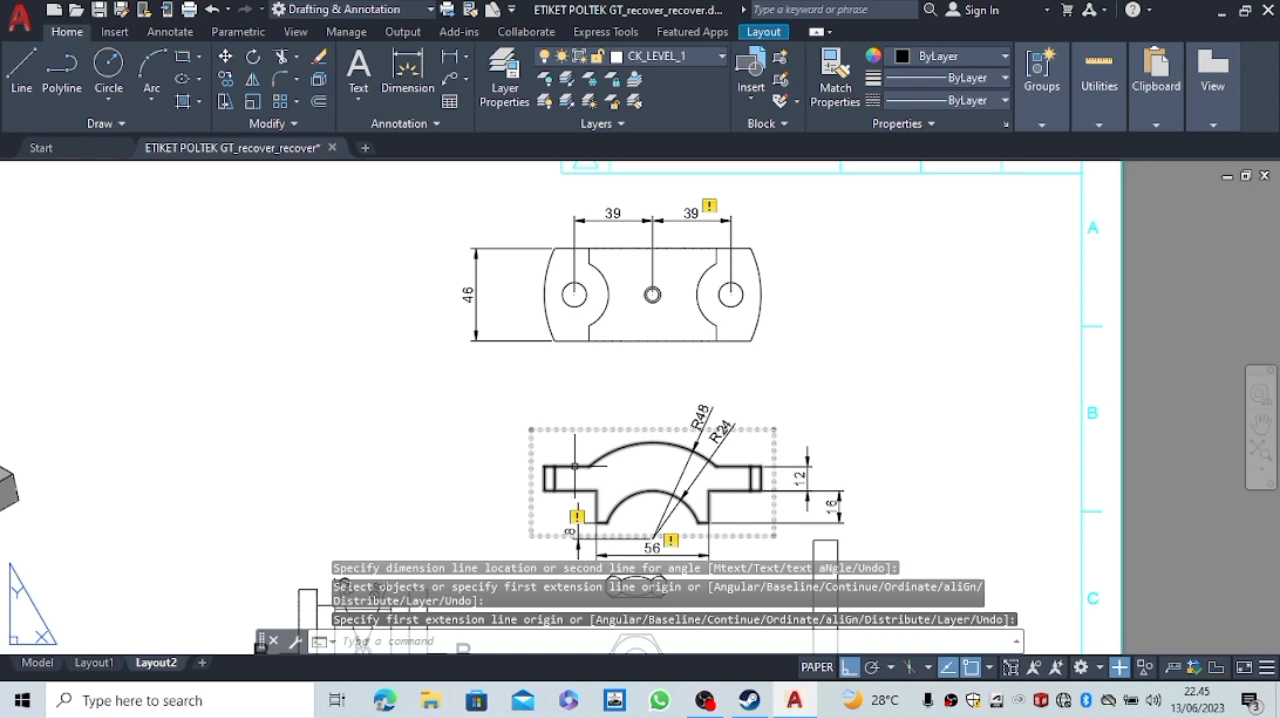 Drafting & Annotation
ETIKET POLTEK GT_recover_recover.d...
Type a keyword or phrase
Sign In
Home Insert Annotate Parametric View Manage Output Add-ins Collaborate Express Tools Featured Apps Layout
CK_LEVEL_1
ByLayer
ByLayer
ByLayer
Line Polyline Circle Arc
Text Dimension
Layer Properties
Insert
Match Properties
Groups Utilities Clipboard View
Draw Modify Annotation Layers Block Properties
Start ETIKET POLTEK GT_recover_recover*
39 39
46
A
B
C
R48
R24
12
16
8
56
Specify dimension line location or second line for angle [Mtext/Text/text aNgle/Undo]:
Select objects or specify first extension line origin or [Angular/Baseline/Continue/Ordinate/aliGn/
Distribute/Layer/Undo]:
Specify first extension line origin or [Angular/Baseline/Continue/Ordinate/aliGn/Distribute/Layer/Undo]:
Type a command
Y
X
B
Model Layout1 Layout2 PAPER
Type here to search
28°C
22.45
13/06/2023
3